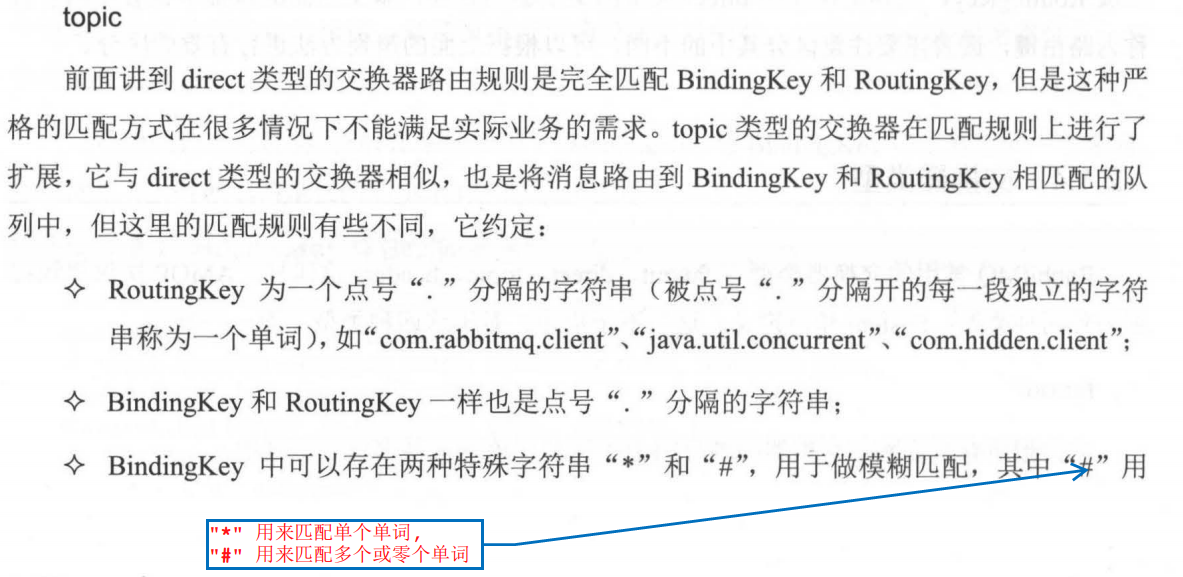 topic
前面讲到 direct 类型的交换器路由规则是完全匹配 BindingKey 和 RoutingKey，但是这种严
格的匹配方式在很多情况下不能满足实际业务的需求。topic 类型的交换器在匹配规则上进行了
扩展，它与 direct 类型的交换器相似，也是将消息路由到 BindingKey 和 RoutingKey 相匹配的队
列中，但这里的匹配规则有些不同，它约定：
✧ RoutingKey 为一个点号“.”分隔的字符串（被点号“.”分隔开的每一段独立的字符
串称为一个单词），如“com.rabbitmq.client”、“java.util.concurrent”、“com.hidden.client”；
✧ BindingKey 和 RoutingKey 一样也是点号“.”分隔的字符串；
✧ BindingKey 中可以存在两种特殊字符串“*”和“#”，用于做模糊匹配，其中“#”用
"*" 用来匹配单个单词,
"#" 用来匹配多个或零个单词